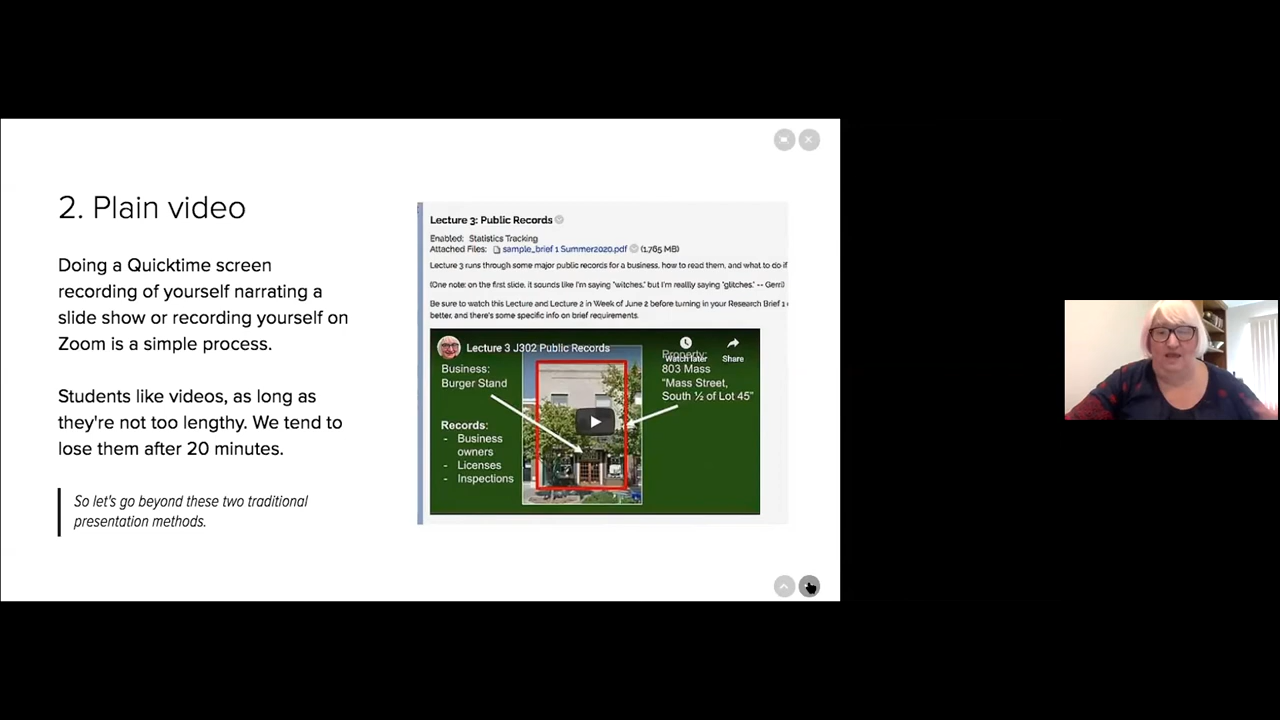 2. Plain video
Doing a Quicktime screen
recording of yourself narrating a
slide show or recording yourself on
Zoom is a simple process.
Students like videos, as long as
they're not too lengthy. We tend to
lose them after 20 minutes.
So let's go beyond these two traditional
presentation methods.
Lecture 3: Public Records
Enabled: Statistics Tracking
Attached Files: sample_brief 1 Summer2020.pdf (1.765 MB)
Lecture 3 runs through some major public records for a business, how to read them, and what to do if
(One note: on the first slide, it sounds like I'm saying "witches," but I'm really saying "glitches." -- Gerri)
Be sure to watch this Lecture and Lecture 2 in Week of June 2 before turning in your Research Brief 1
better, and there's some specific info on brief requirements.
Lecture 3 J302 Public Records
Watch later
Share
Business:
Burger Stand
Records:
- Business
owners
- Licenses
- Inspections
Property:
803 Mass
"Mass Street,
South ½ of Lot 45"